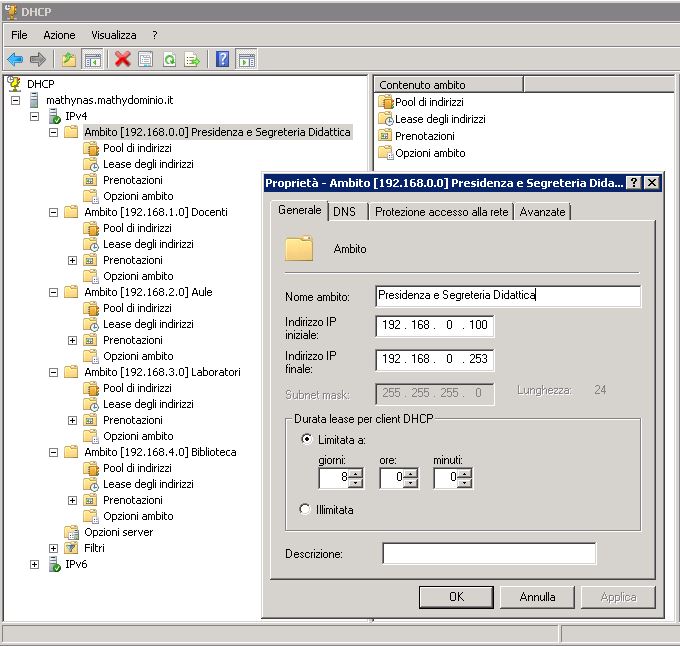 DHCP
File Azione Visualizza ?
DHCP
mathynas.mathydominio.it
IPv4
Ambito [192.168.0.0] Presidenza e Segreteria Didattica
Pool di indirizzi
Lease degli indirizzi
Prenotazioni
Opzioni ambito
Ambito [192.168.1.0] Docenti
Pool di indirizzi
Lease degli indirizzi
Prenotazioni
Opzioni ambito
Ambito [192.168.2.0] Aule
Pool di indirizzi
Lease degli indirizzi
Prenotazioni
Opzioni ambito
Ambito [192.168.3.0] Laboratori
Pool di indirizzi
Lease degli indirizzi
Prenotazioni
Opzioni ambito
Ambito [192.168.4.0] Biblioteca
Pool di indirizzi
Lease degli indirizzi
Prenotazioni
Opzioni ambito
Opzioni server
Filtri
IPv6
Contenuto ambito
Pool di indirizzi
Lease degli indirizzi
Prenotazioni
Opzioni ambito
Proprietà - Ambito [192.168.0.0] Presidenza e Segreteria Dida... ?
Generale DNS Protezione accesso alla rete Avanzate
Ambito
Nome ambito: Presidenza e Segreteria Didattica
Indirizzo IP iniziale: 192 . 168 . 0 . 100
Indirizzo IP finale: 192 . 168 . 0 . 253
Subnet mask: 255 . 255 . 255 . 0 Lunghezza: 24
Durata lease per client DHCP
Limitata a:
giorni: ore: minuti:
8 0 0
Illimitata
Descrizione:
OK Annulla Applica